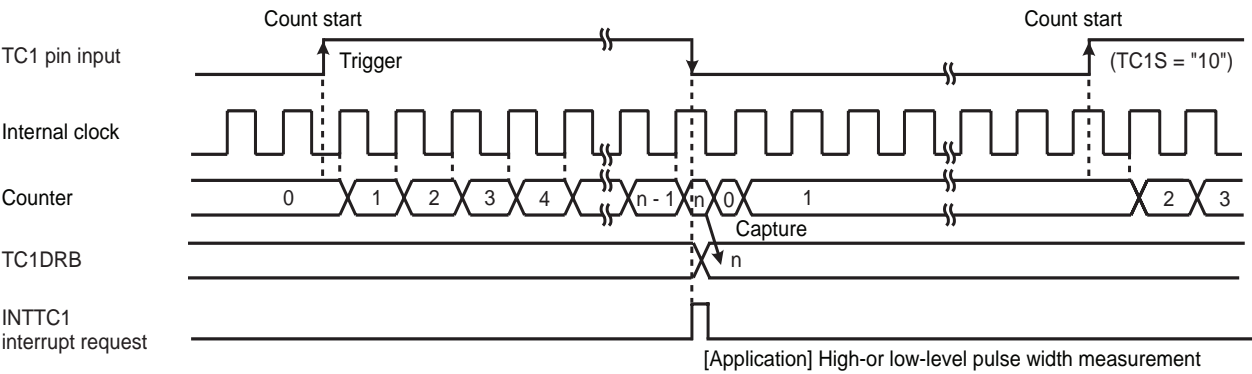 Count start
Count start
TC1 pin input
Trigger
(TC1S = "10")
Internal clock
Counter
0
1
2
3
4
n - 1
n
0
1
2
3
Capture
TC1DRB
n
INTTC1
interrupt request
[Application] High-or low-level pulse width measurement